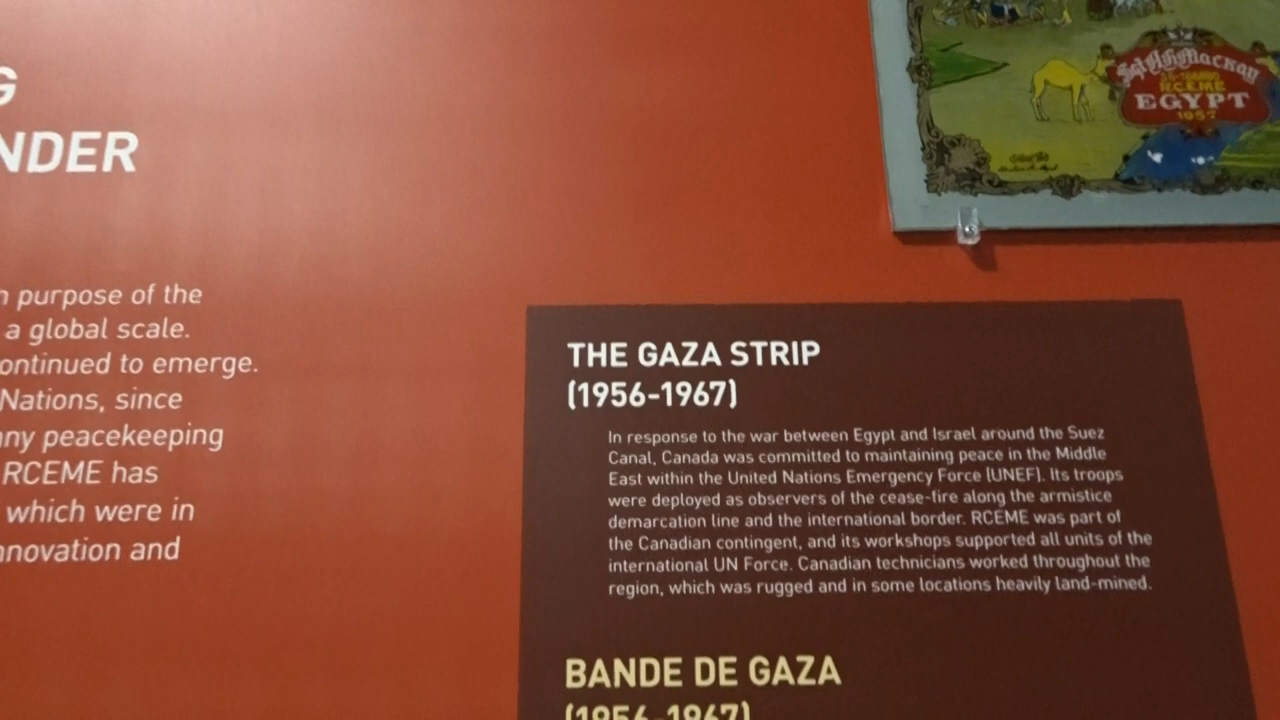 G
NDER
n purpose of the
a global scale.
ontinued to emerge.
Nations, since
ny peacekeeping
RCEME has
which were in
nnovation and
Sgt AG Mackay
RCEME
EGYPT
1957
THE GAZA STRIP
(1956-1967)
In response to the war between Egypt and Israel around the Suez
Canal, Canada was committed to maintaining peace in the Middle
East within the United Nations Emergency Force (UNEF). Its troops
were deployed as observers of the cease-fire along the armistice
demarcation line and the international border. RCEME was part of
the Canadian contingent, and its workshops supported all units of the
international UN Force. Canadian technicians worked throughout the
region, which was rugged and in some locations heavily land-mined.
BANDE DE GAZA
(1956-1967)